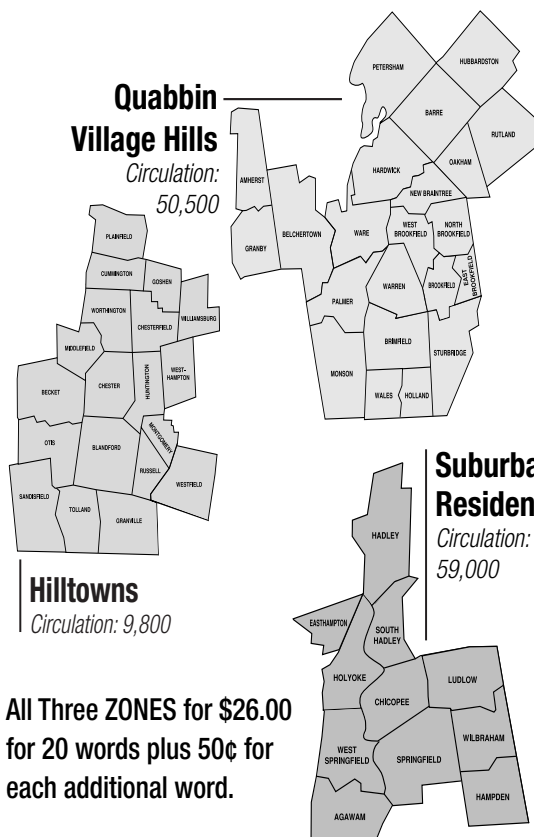 Quabbin
Village Hills
Circulation:
50,500
PETERSHAM
HUBBARDSTON
BARRE
RUTLAND
HARDWICK
OAKHAM
NEW BRAINTREE
AMHERST
BELCHERTOWN
GRANBY
WARE
WEST
BROOKFIELD
NORTH
BROOKFIELD
EAST
BROOKFIELD
BROOKFIELD
WARREN
PALMER
BRIMFIELD
STURBRIDGE
MONSON
WALES
HOLLAND
PLAINFIELD
CUMMINGTON
GOSHEN
WORTHINGTON
CHESTERFIELD
WILLIAMSBURG
MIDDLEFIELD
WEST-
HAMPTON
BECKET
CHESTER
HUNTINGTON
OTIS
BLANDFORD
MONTGOMERY
RUSSELL
WESTFIELD
SANDISFIELD
TOLLAND
GRANVILLE
Hilltowns
Circulation: 9,800
Suburba
Residen
Circulation:
59,000
HADLEY
EASTHAMPTON
SOUTH
HADLEY
HOLYOKE
CHICOPEE
LUDLOW
WEST
SPRINGFIELD
SPRINGFIELD
WILBRAHAM
HAMPDEN
AGAWAM
All Three ZONES for $26.00
for 20 words plus 50¢ for
each additional word.